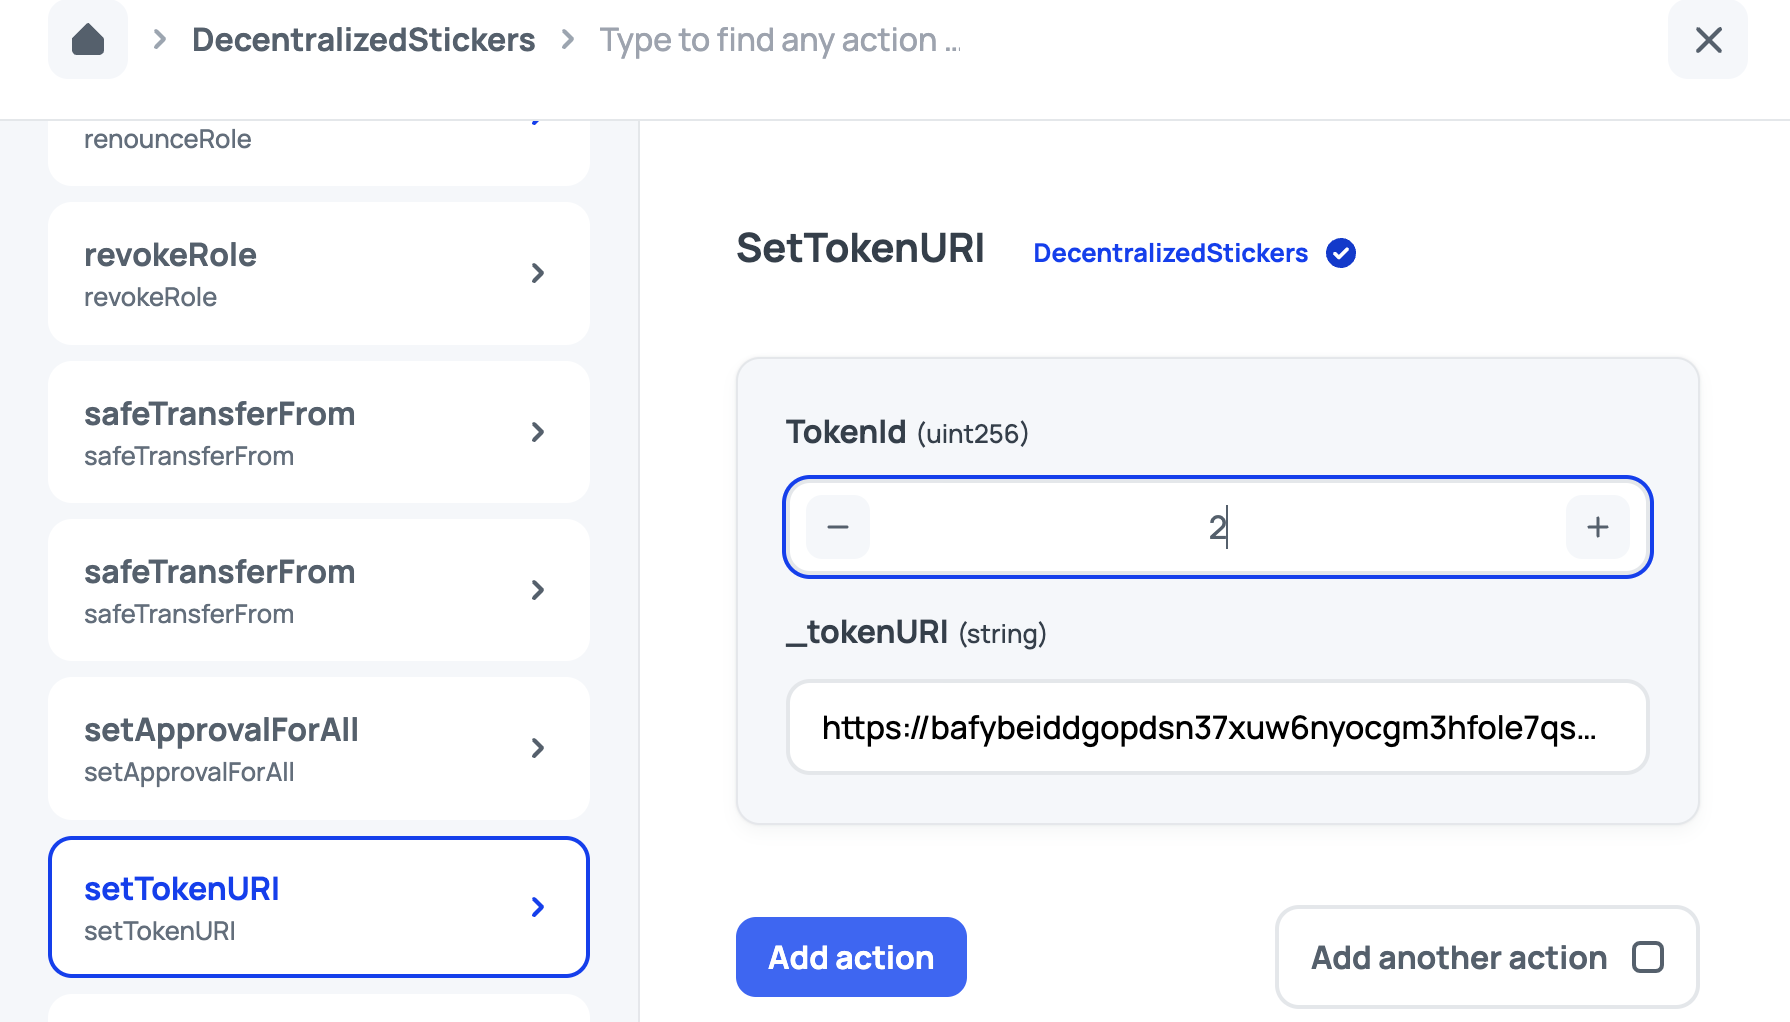 DecentralizedStickers
Type to find any action ...
renounceRole
revokeRole
revokeRole
safeTransferFrom
safeTransferFrom
safeTransferFrom
safeTransferFrom
setApprovalForAll
setApprovalForAll
setTokenURI
setTokenURI
SetTokenURI DecentralizedStickers
TokenId (uint256)
2
_tokenURI (string)
https://bafybeiddgopdsn37xuw6nyocgm3hfole7qs...
Add action
Add another action